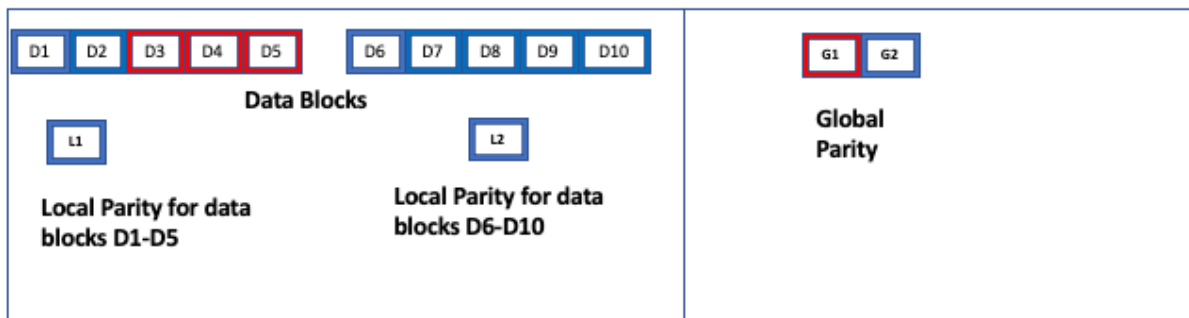 D1 D2 D3 D4 D5 D6 D7 D8 D9 D10
Data Blocks
L1
L2
Local Parity for data
blocks D1-D5
Local Parity for data
blocks D6-D10
G1 G2
Global
Parity